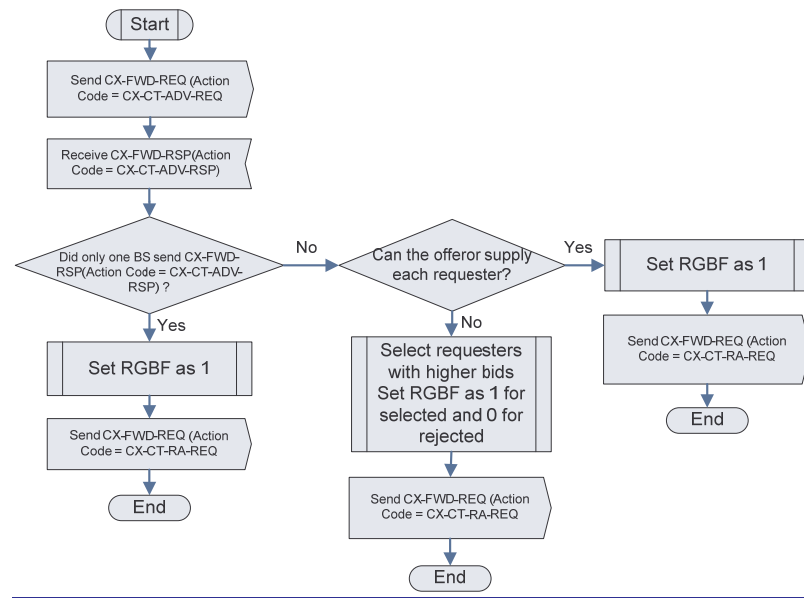 Start
Send CX-FWD-REQ (Action
Code = CX-CT-ADV-REQ
Receive CX-FWD-RSP(Action
Code = CX-CT-ADV-RSP)
Did only one BS send CX-FWD-
RSP(Action Code = CX-CT-ADV-
RSP) ?
Yes
Set RGBF as 1
Send CX-FWD-REQ (Action
Code = CX-CT-RA-REQ
End
No
Can the offeror supply
each requester?
No
Select requesters
with higher bids
Set RGBF as 1 for
selected and 0 for
rejected
Send CX-FWD-REQ (Action
Code = CX-CT-RA-REQ
End
Yes
Set RGBF as 1
Send CX-FWD-REQ (Action
Code = CX-CT-RA-REQ
End